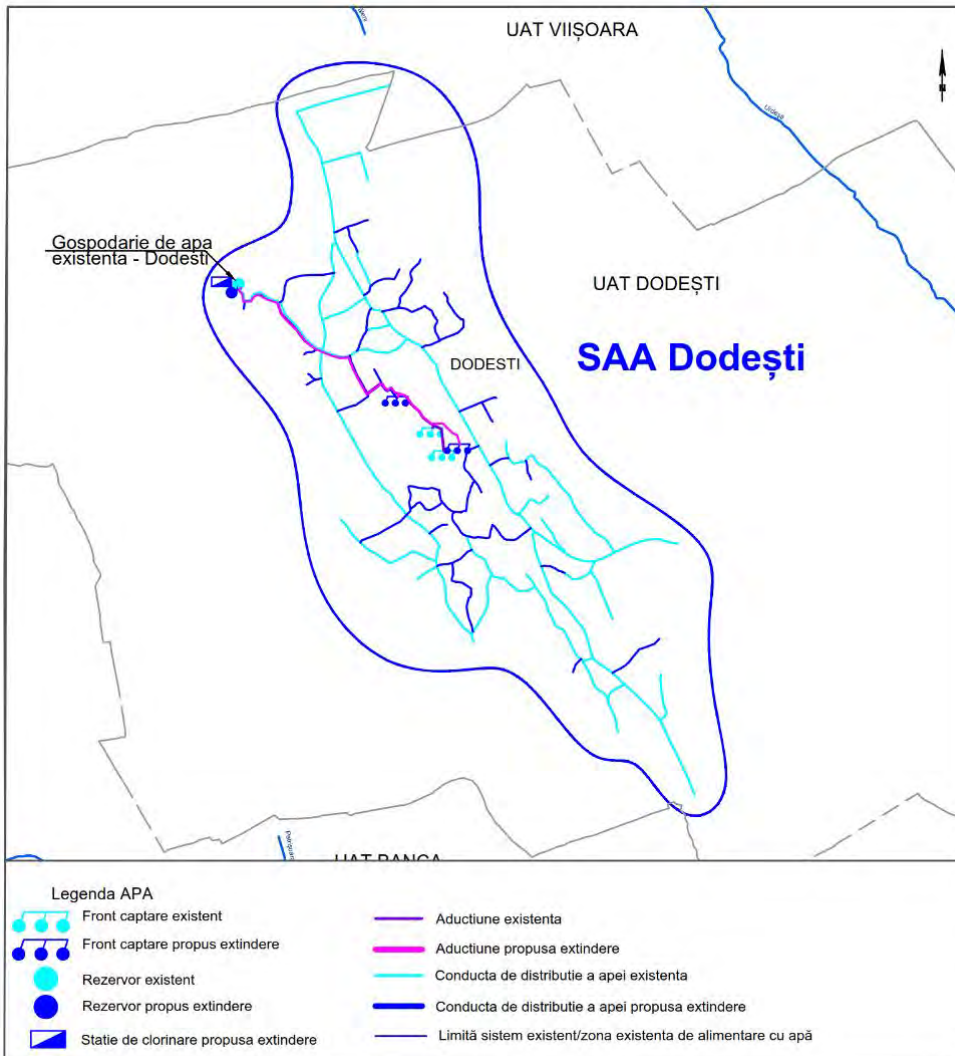 UAT VIIȘOARA
N
Gospodarie de apa
existenta - Dodesti
UAT DODEȘTI
SAA Dodești
DODESTI
UAT BANCA
Legenda APA
Front captare existent
Front captare propus extindere
Rezervor existent
Rezervor propus extindere
Statie de clorinare propusa extindere
Aductiune existenta
Aductiune propusa extindere
Conducta de distributie a apei existenta
Conducta de distributie a apei propusa extindere
Limită sistem existent/zona existenta de alimentare cu apă